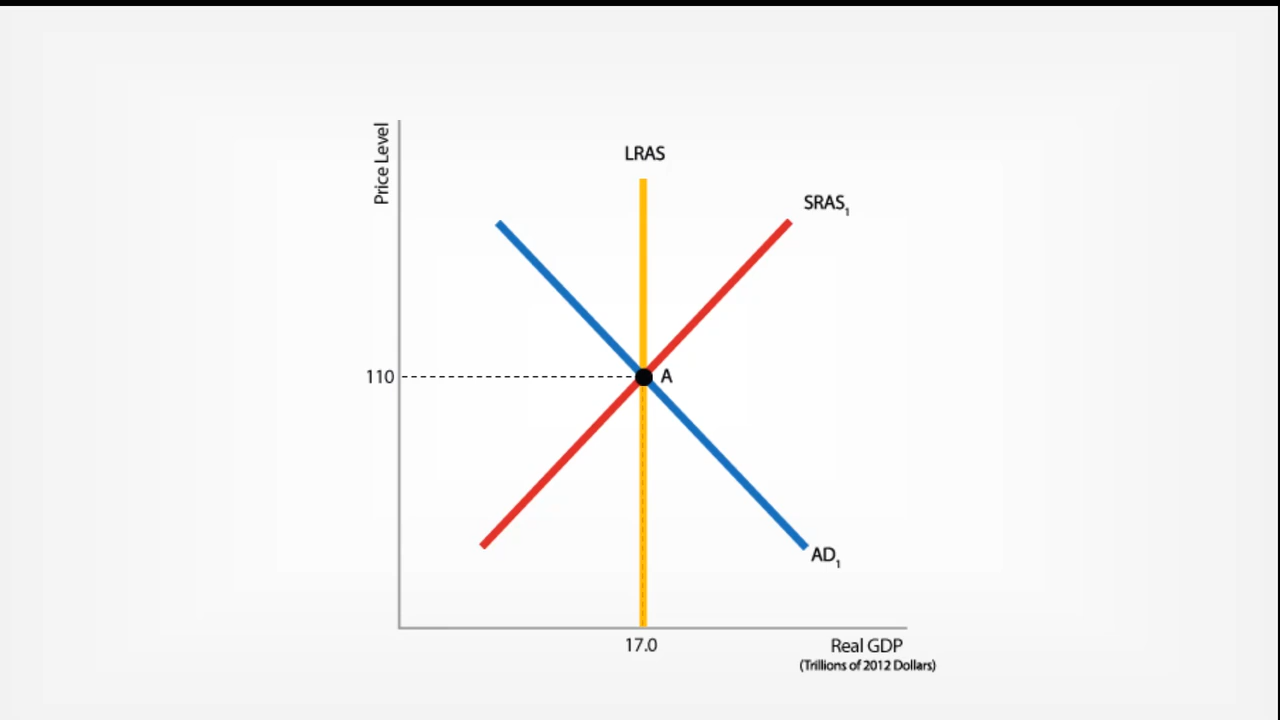 Price Level
LRAS
SRAS₁
110
A
AD₁
17.0
Real GDP
(Trillions of 2012 Dollars)